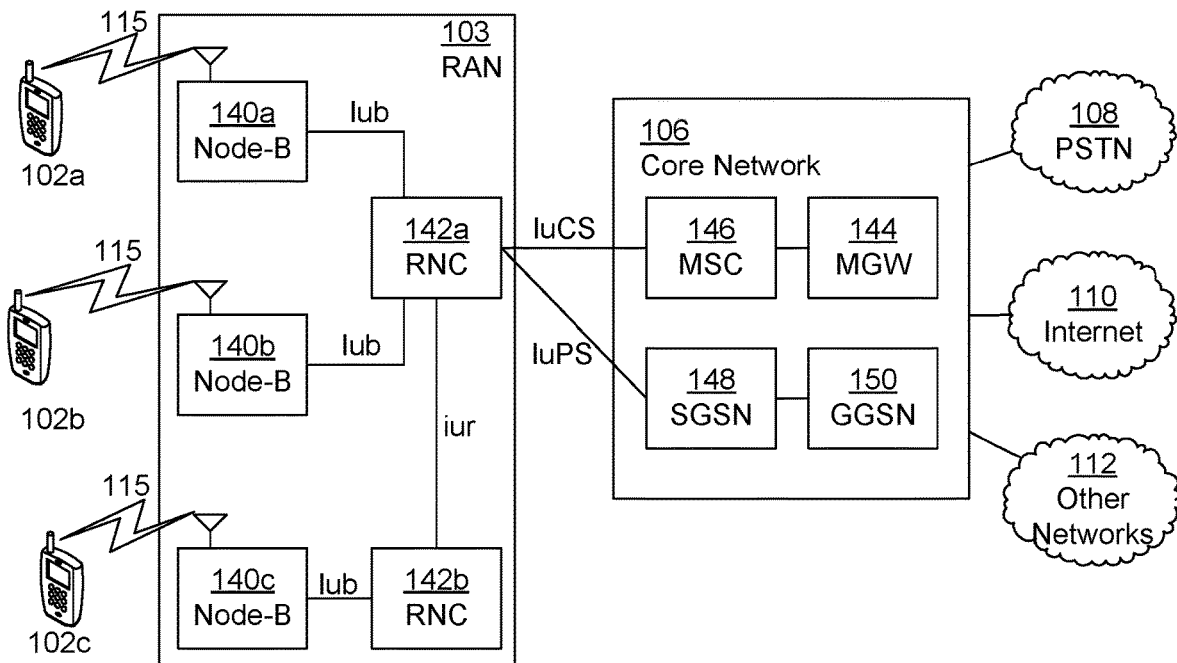 115
103
RAN
102a
140a
Node-B
Iub
106
Core Network
108
PSTN
115
142a
RNC
IuCS
146
MSC
144
MGW
102b
140b
Node-B
Iub
IuPS
148
SGSN
150
GGSN
110
Internet
iur
115
102c
140c
Node-B
Iub
142b
RNC
112
Other
Networks